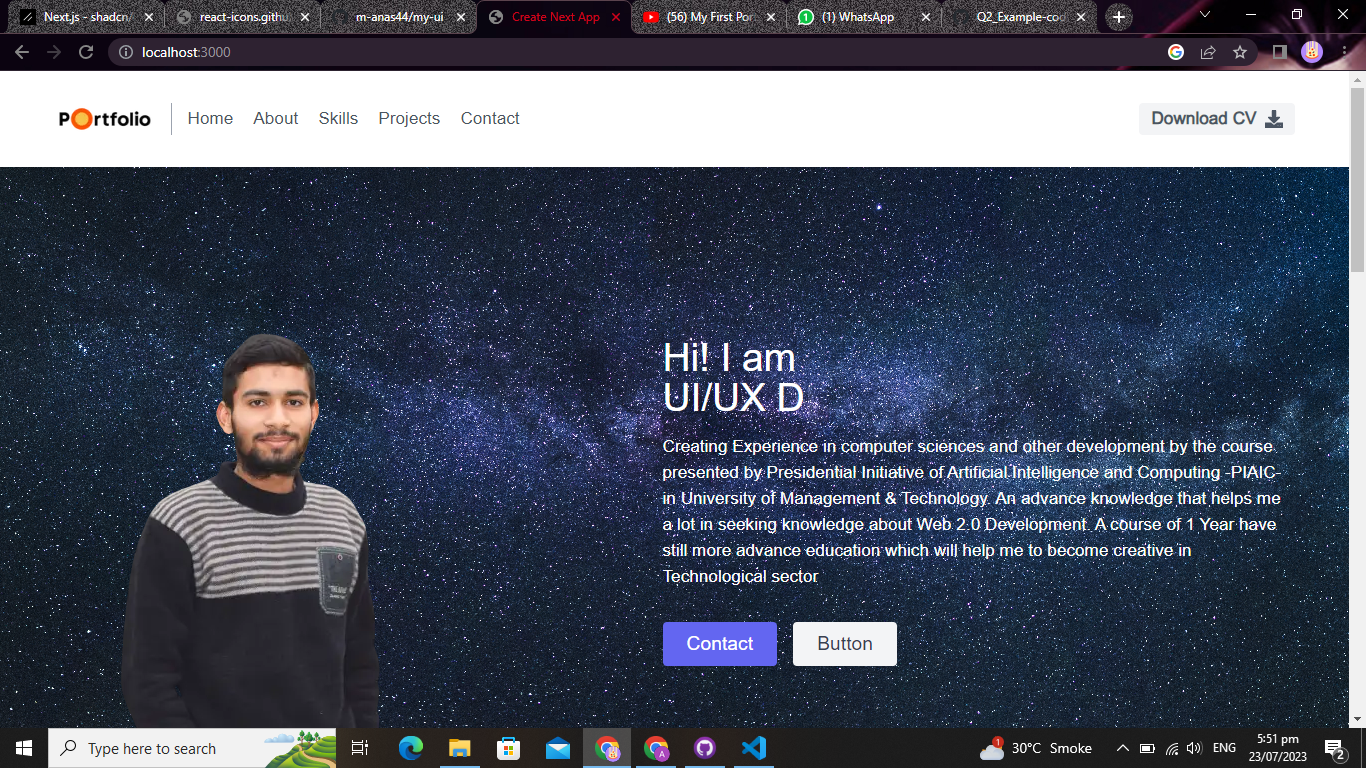 Next.js - shadcn/
react-icons.githu
m-anas44/my-ui
Create Next App
(56) My First Por
(1) WhatsApp
Q2_Example-cod
localhost:3000
POrtfolio
Home
About
Skills
Projects
Contact
Download CV
Hi! I am
UI/UX D
Creating Experience in computer sciences and other development by the course
presented by Presidential Initiative of Artificial Intelligence and Computing -PIAIC-
in University of Management & Technology. An advance knowledge that helps me
a lot in seeking knowledge about Web 2.0 Development. A course of 1 Year have
still more advance education which will help me to become creative in
Technological sector
Contact
Button
Type here to search
1
30°C Smoke
ENG
5:51 pm
23/07/2023
2